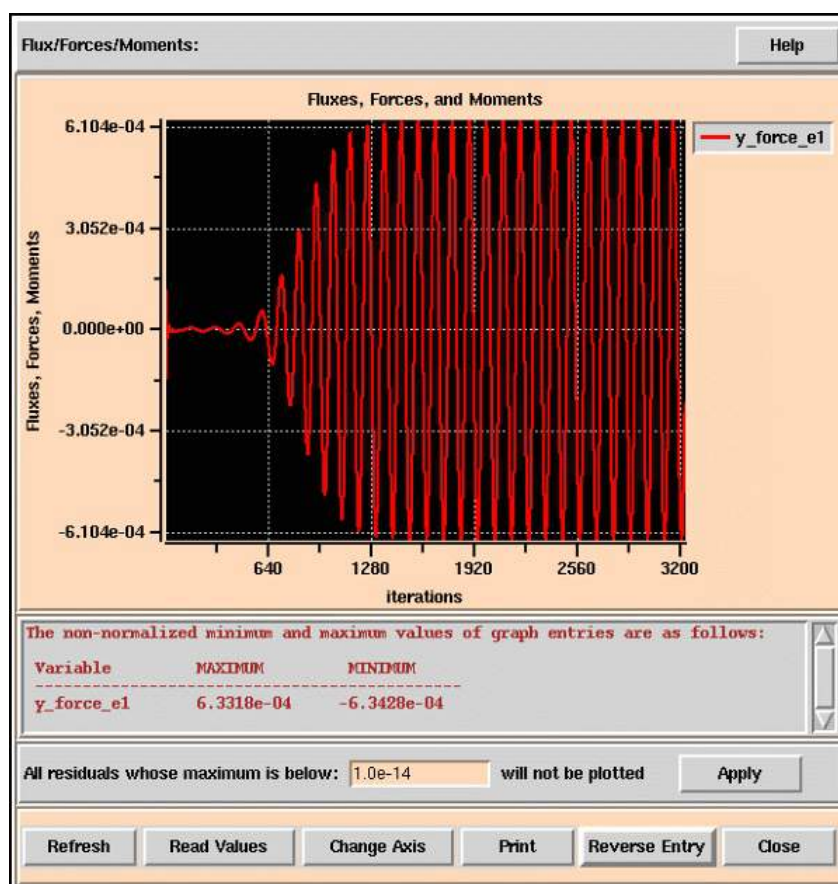 Flux/Forces/Moments:
Help
Fluxes, Forces, and Moments
6.104e-04
3.052e-04
0.000e+00
-3.052e-04
-6.104e-04
Fluxes, Forces, Moments
y_force_e1
640 1280 1920 2560 3200
iterations
The non-normalized minimum and maximum values of graph entries are as follows:
Variable MAXIMUM MINIMUM
y_force_e1 6.3318e-04 -6.3428e-04
All residuals whose maximum is below: 1.0e-14 will not be plotted Apply
Refresh Read Values Change Axis Print Reverse Entry Close